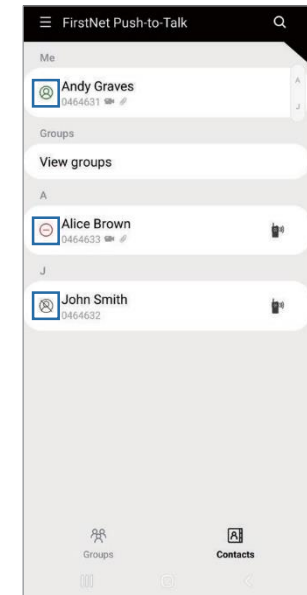 FirstNet Push-to-Talk
Me
Andy Graves
0464631
A
J
Groups
View groups
A
Alice Brown
0464633
J
John Smith
0464632
Groups
Contacts